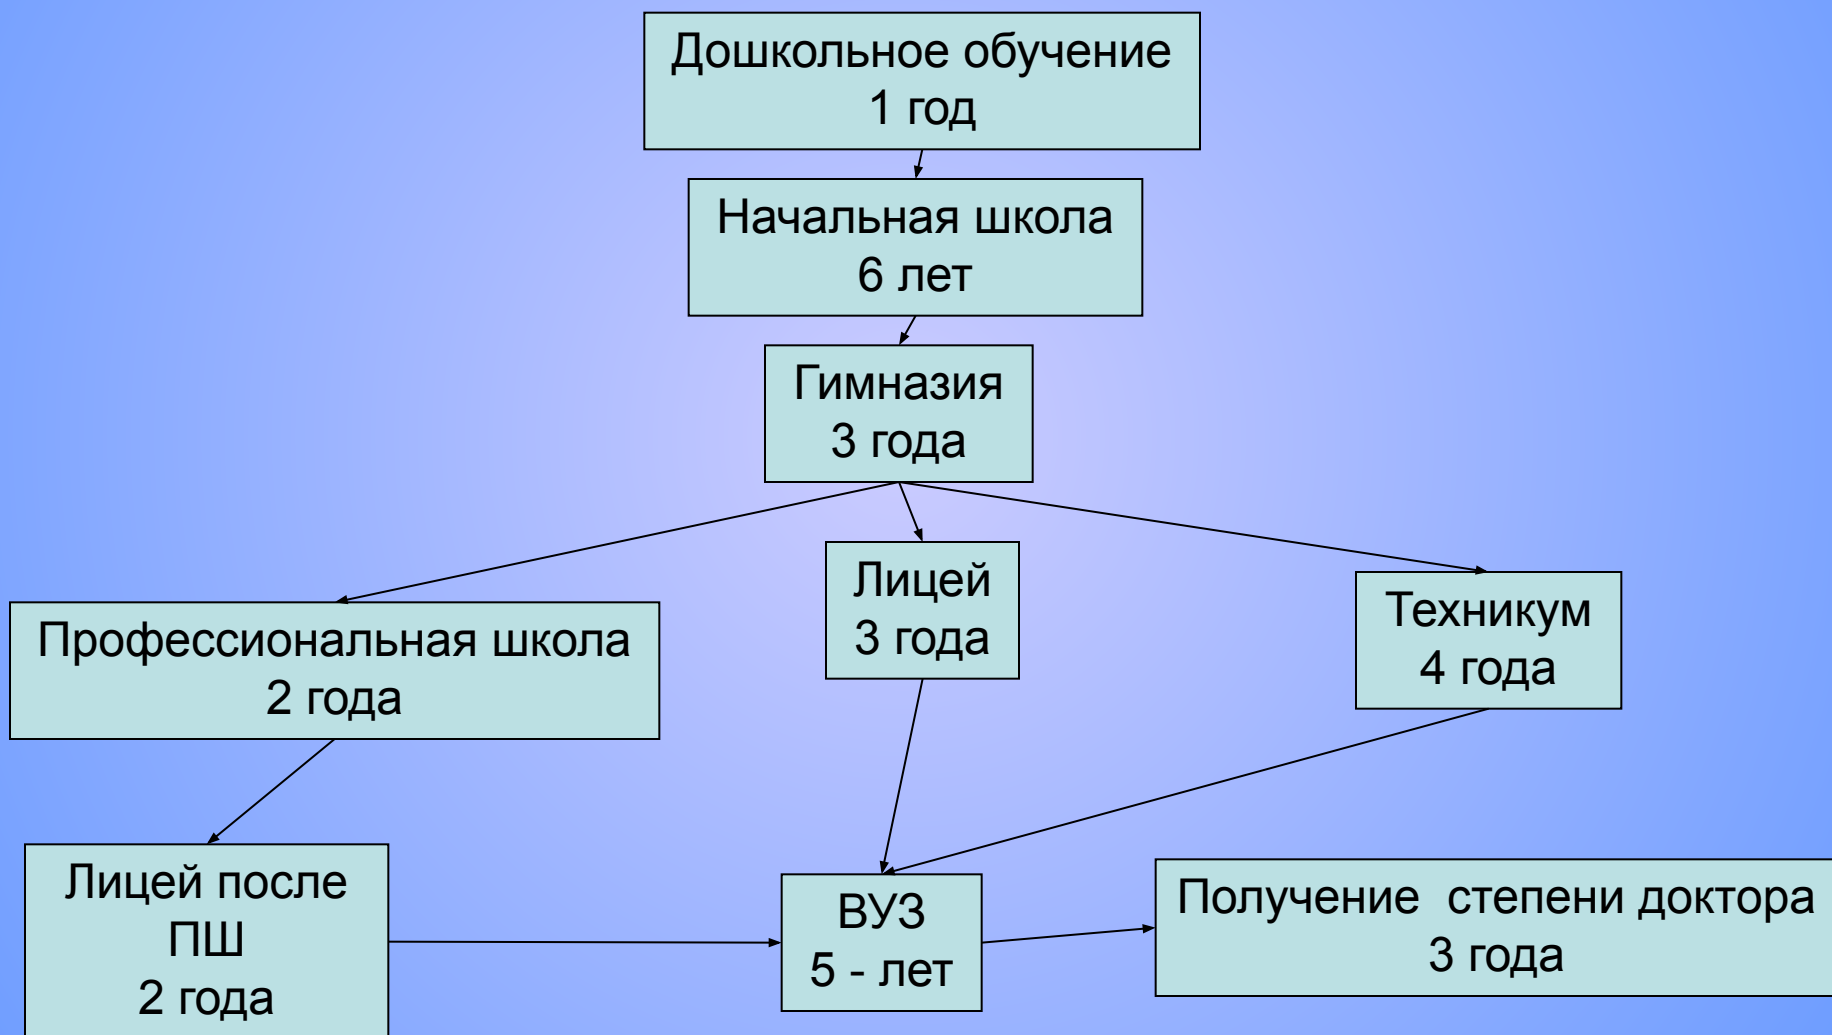 Дошкольное обучение
1 год
Начальная школа
6 лет
Гимназия
3 года
Лицей
3 года
Техникум
4 года
Профессиональная школа
2 года
Лицей после
ПШ
2 года
ВУЗ
5 - лет
Получение  степени доктора
3 года